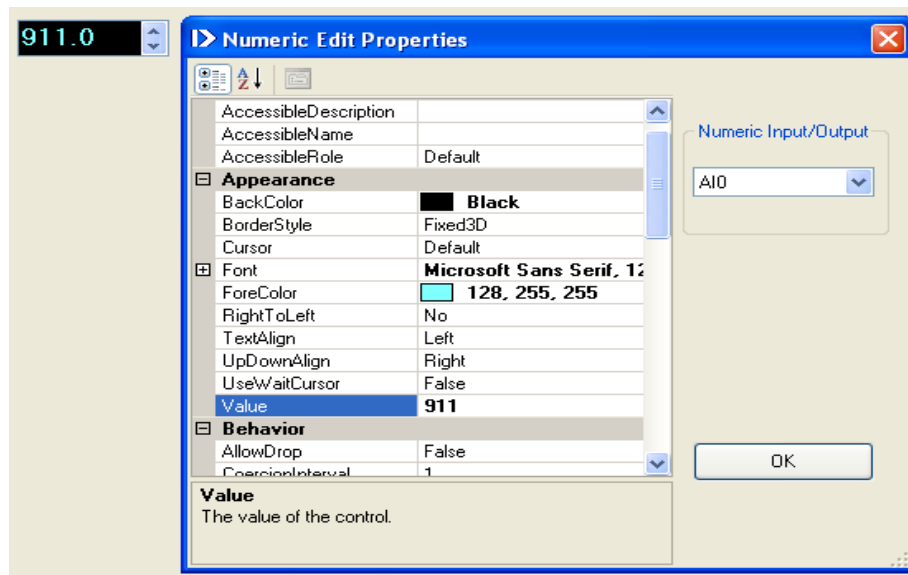 911.0
Numeric Edit Properties
AccessibleDescription
AccessibleName
AccessibleRole Default
Appearance
BackColor Black
BorderStyle Fixed3D
Cursor Default
Font Microsoft Sans Serif, 12
ForeColor 128, 255, 255
RightToLeft No
TextAlign Left
UpDownAlign Right
UseWaitCursor False
Value 911
Behavior
AllowDrop False
CoercionInterval 1
Value
The value of the control.
Numeric Input/Output
AI0
OK